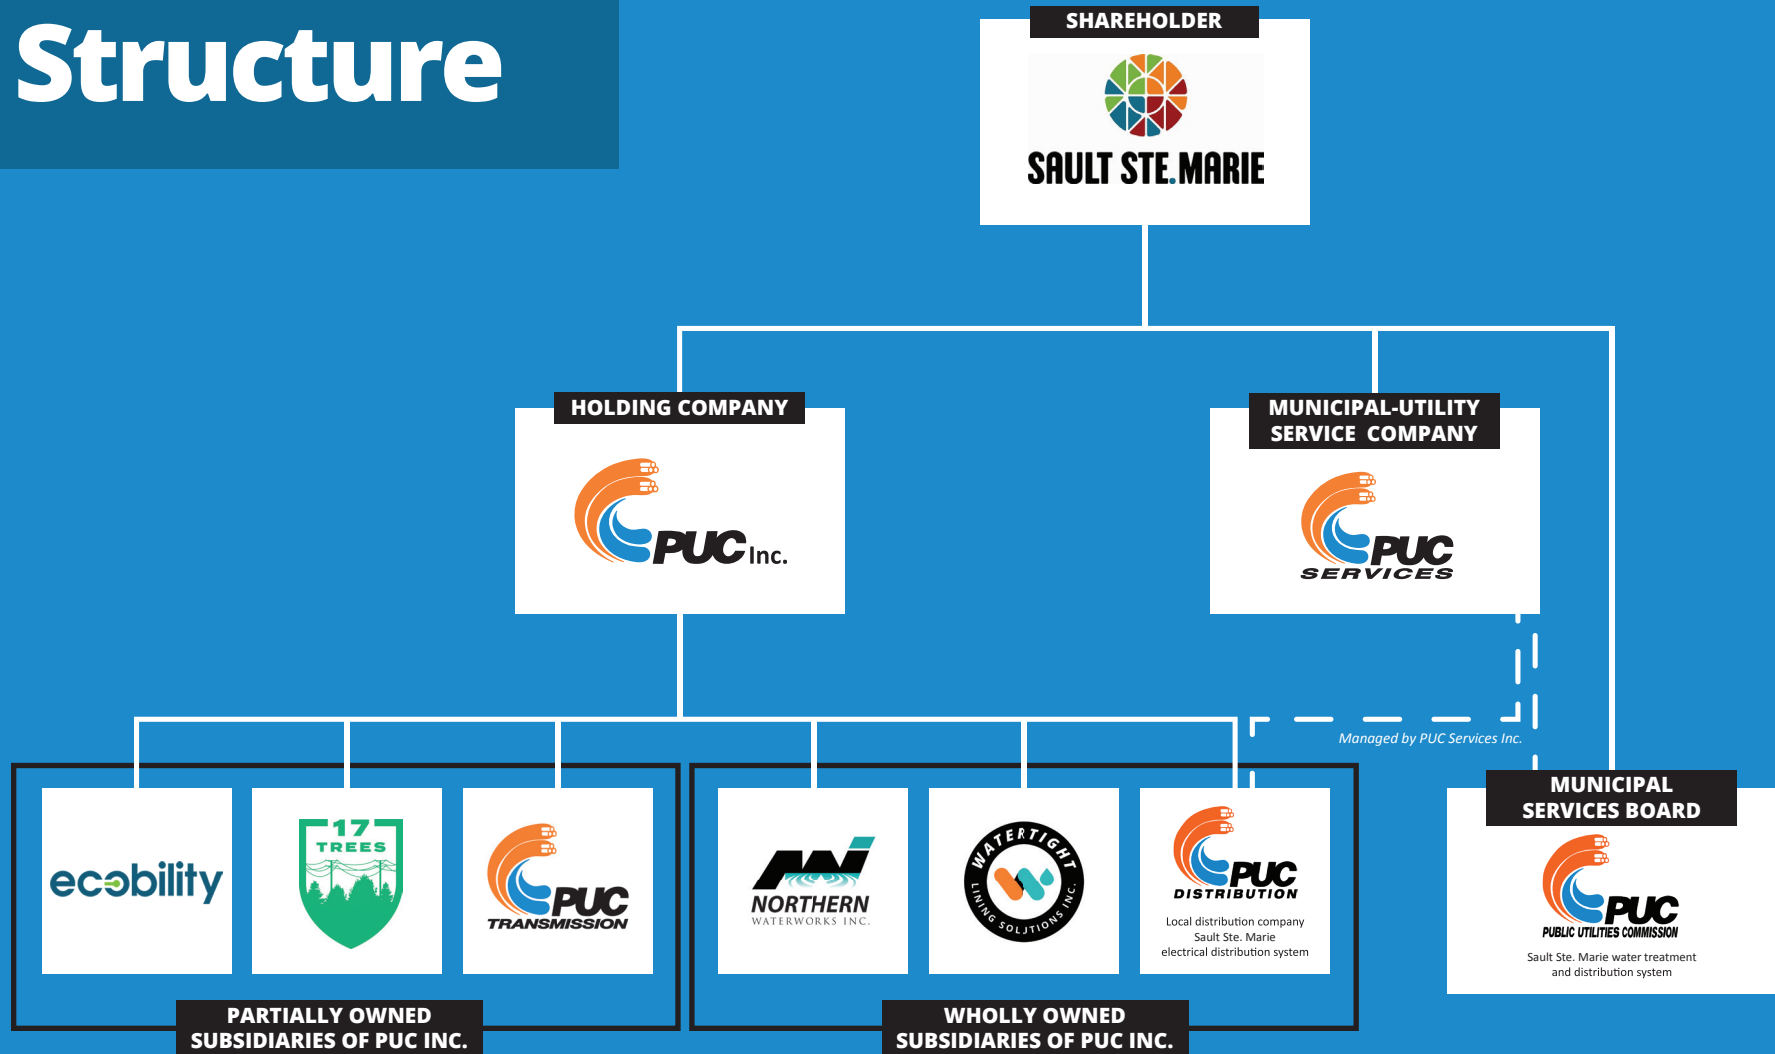 Structure
SHAREHOLDER
SAULT STE.MARIE
HOLDING COMPANY
PUC Inc.
MUNICIPAL-UTILITY
SERVICE COMPANY
PUC
SERVICES
Managed by PUC Services Inc.
ecobility
17
TREES
PUC
TRANSMISSION
PARTIALLY OWNED
SUBSIDIARIES OF PUC INC.
NORTHERN
WATERWORKS INC.
WATERTIGHT
LINING SOLJTIONS INC.
PUC
DISTRIBUTION
Local distribution company
Sault Ste. Marie
electrical distribution system
WHOLLY OWNED
SUBSIDIARIES OF PUC INC.
MUNICIPAL
SERVICES BOARD
PUC
PUBLIC UTILITIES COMMISSION
Sault Ste. Marie water treatment
and distribution system